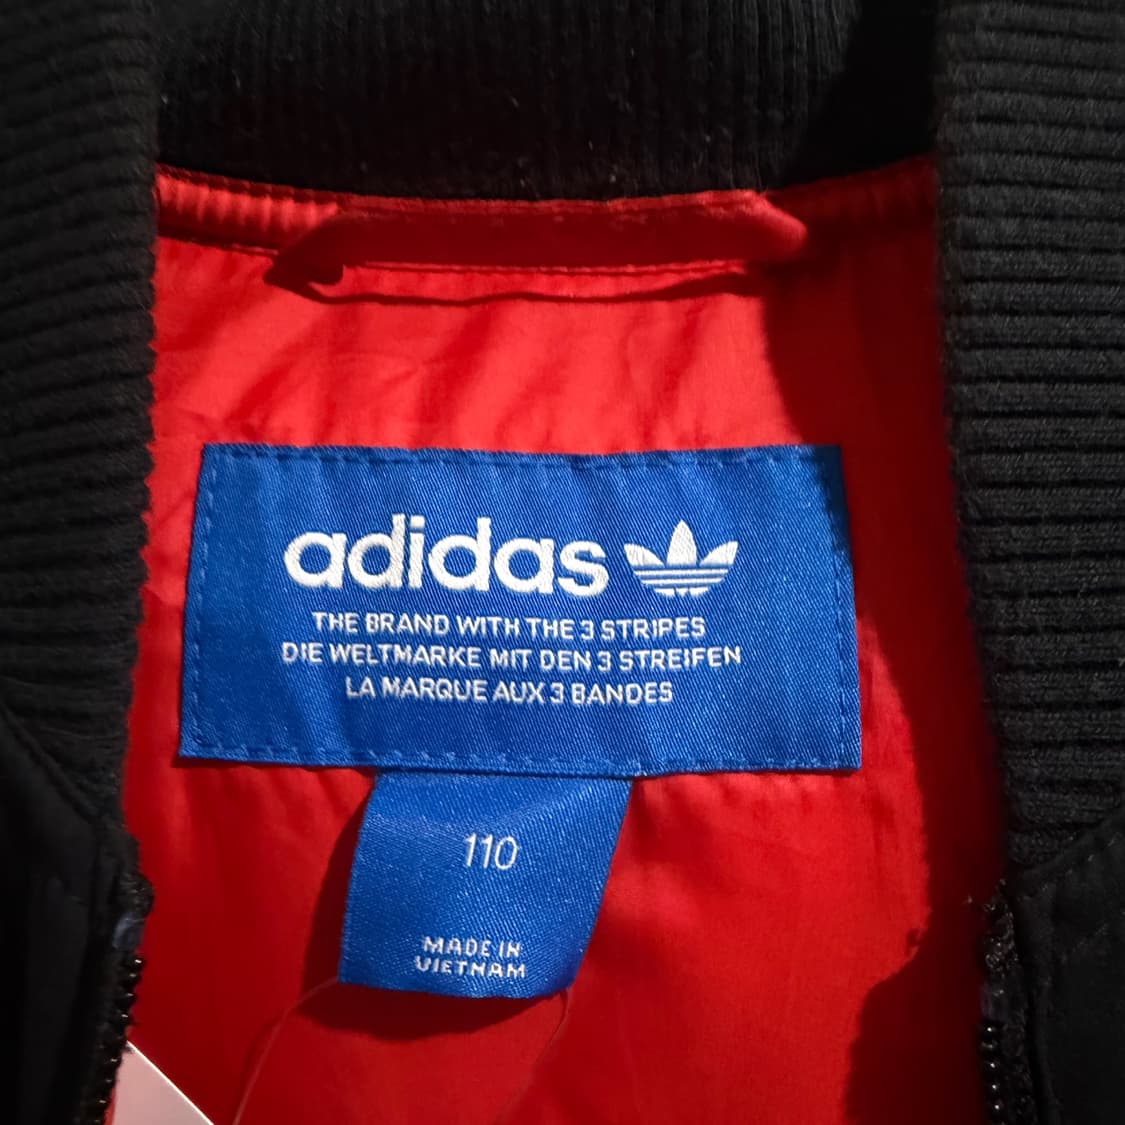 adidas
THE BRAND WITH THE 3 STRIPES
DIE WELTMARKE MIT DEN 3 STREIFEN
LA MARQUE AUX 3 BANDES
110
MADE IN
VIETNAM